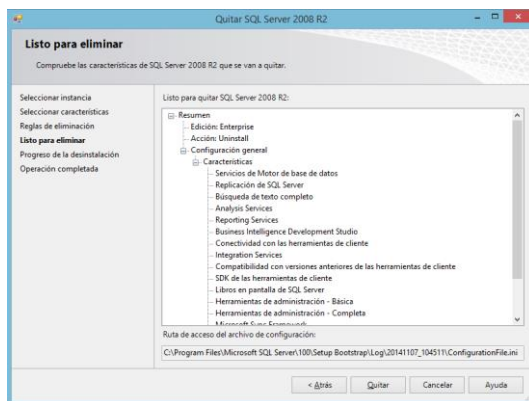 Quitar SQL Server 2008 R2
Listo para eliminar
Compruebe las características de SQL Server 2008 R2 que se van a quitar.
Seleccionar instancia
Seleccionar características
Reglas de eliminación
Listo para eliminar
Progreso de la desinstalación
Operación completada
Listo para quitar SQL Server 2008 R2:
Resumen
Edición: Enterprise
Acción: Uninstall
Configuración general
Características
Servicios de Motor de base de datos
Replicación de SQL Server
Búsqueda de texto completo
Analysis Services
Reporting Services
Business Intelligence Development Studio
Conectividad con las herramientas de cliente
Integration Services
Compatibilidad con versiones anteriores de las herramientas de cliente
SDK de las herramientas de cliente
Libros en pantalla de SQL Server
Herramientas de administración - Básica
Herramientas de administración - Completa
Microsoft Sync Framework
Ruta de acceso del archivo de configuración:
C:\Program Files\Microsoft SQL Server\100\Setup Bootstrap\Log\20141107_104511\ConfigurationFile.ini
< Atrás
Quitar
Cancelar
Ayuda